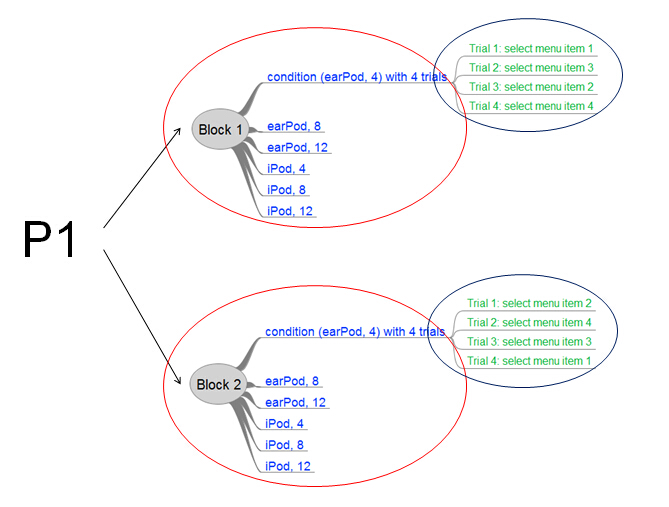 Trial 1: select menu item 1
Trial 2: select menu item 3
condition (earPod, 4) with 4 trials
Trial 3: select menu item 2
Trial 4: select menu item 4
Block 1
earPod, 8
earPod, 12
iPod, 4
iPod, 8
iPod, 12
P1
Trial 1: select menu item 2
Trial 2: select menu item 4
condition (earPod, 4) with 4 trials
Trial 3: select menu item 3
Trial 4: select menu item 1
Block 2
earPod, 8
earPod, 12
iPod, 4
iPod, 8
iPod, 12